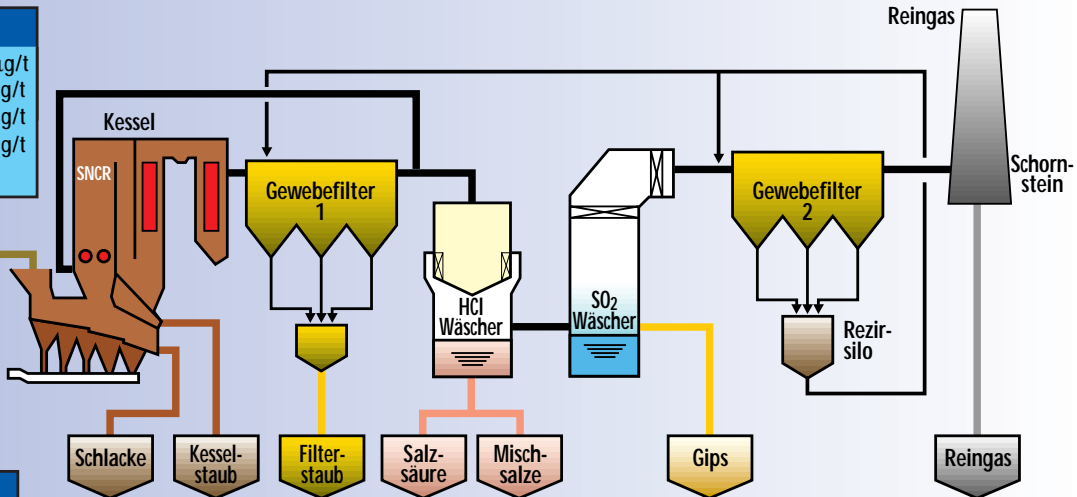 g/t
g/t
g/t
Reingas
Kessel
SNCR
Gewebefilter
1
Gewebefilter
2
Schorn-
stein
HCl
Wäscher
SO2
Wäscher
Rezir-
silo
Schlacke
Kessel-
staub
Filter-
staub
Salz-
säure
Misch-
salze
Gips
Reingas